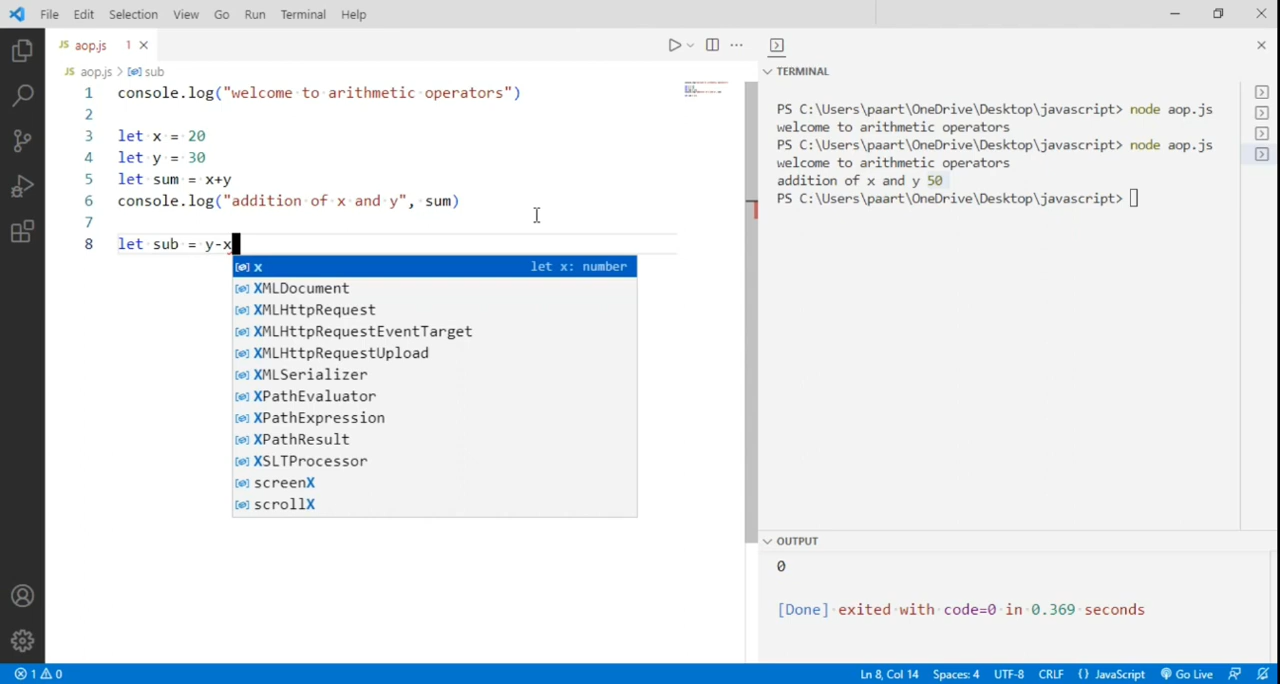 File Edit Selection View Go Run Terminal Help
JS aop.js 1
JS aop.js > sub
1 console.log("welcome to arithmetic operators")
2
3 let x = 20
4 let y = 30
5 let sum = x+y
6 console.log("addition of x and y", sum)
7
8 let sub = y-x
x let x: number
XMLDocument
XMLHttpRequest
XMLHttpRequestEventTarget
XMLHttpRequestUpload
XMLSerializer
XPathEvaluator
XPathExpression
XPathResult
XSLTProcessor
screenX
scrollX
TERMINAL
PS C:\Users\paart\OneDrive\Desktop\javascript> node aop.js
welcome to arithmetic operators
PS C:\Users\paart\OneDrive\Desktop\javascript> node aop.js
welcome to arithmetic operators
addition of x and y 50
PS C:\Users\paart\OneDrive\Desktop\javascript>
OUTPUT
0
[Done] exited with code=0 in 0.369 seconds
1 0 Ln 8, Col 14 Spaces: 4 UTF-8 CRLF {} JavaScript Go Live